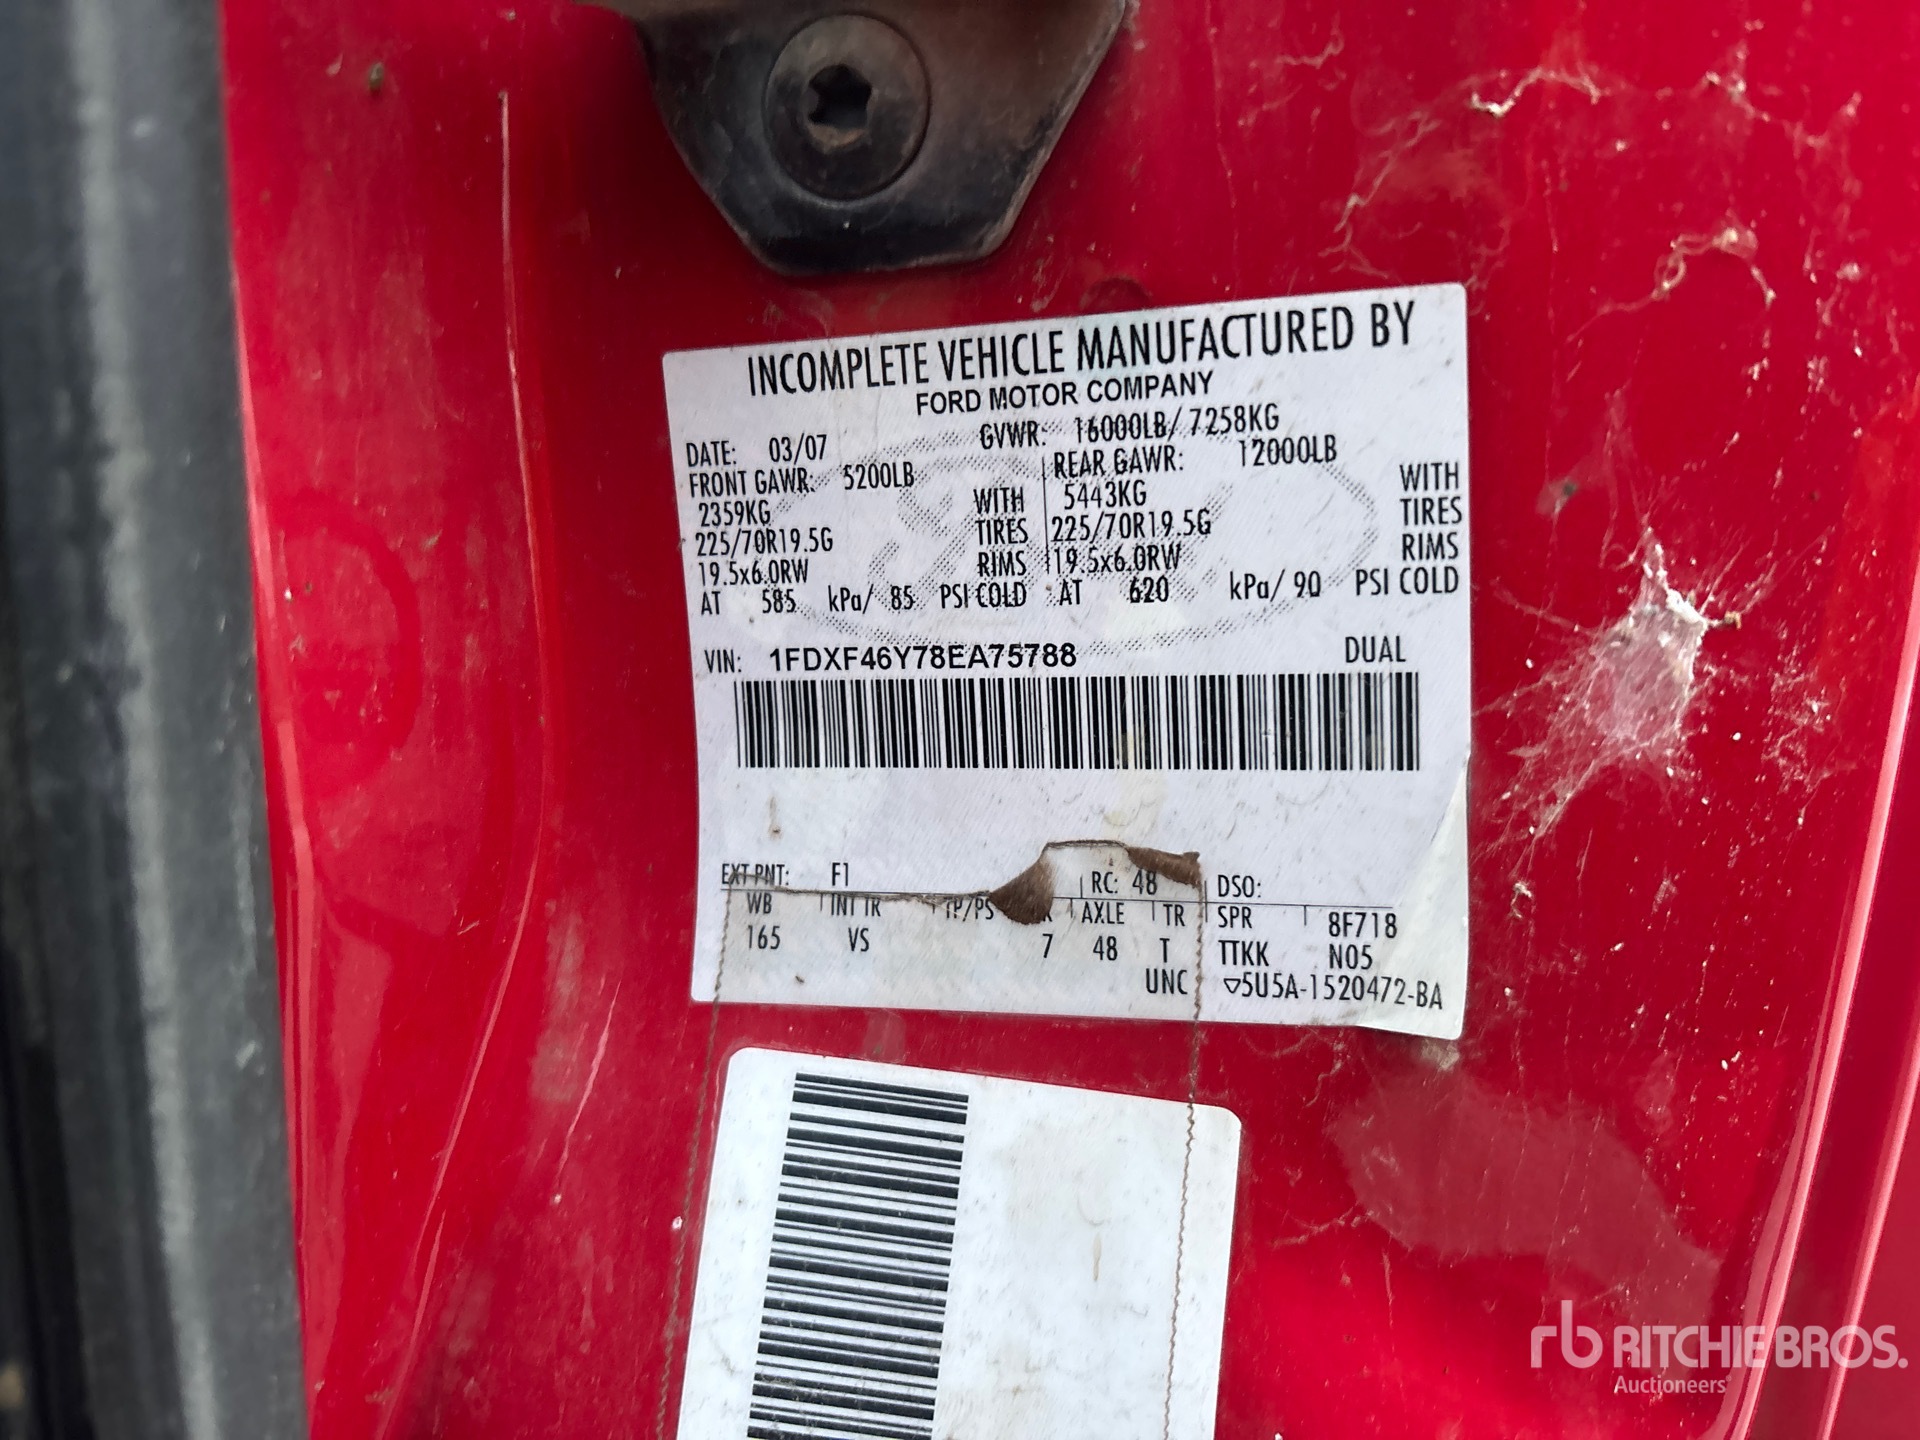 INCOMPLETE VEHICLE MANUFACTURED BY
FORD MOTOR COMPANY
DATE: 03/07 GVWR: 16000LB/ 7258KG
FRONT GAWR: 5200LB REAR GAWR: 12000LB
2359KG WITH 5443KG WITH
225/70R19.5G TIRES 225/70R19.5G TIRES
19.5x6.0RW RIMS 19.5x6.0RW RIMS
AT 585 kPa/ 85 PSI COLD AT 620 kPa/ 90 PSI COLD
VIN: 1FDXF46Y78EA75788 DUAL
EXT PNT: F1 RC: 48 DSO:
WB INT TR TP/PS R AXLE TR SPR 8F718
165 VS 7 48 T TTKK N05
UNC ▽5U5A-1520472-BA
rb RITCHIE BROS.
Auctioneers